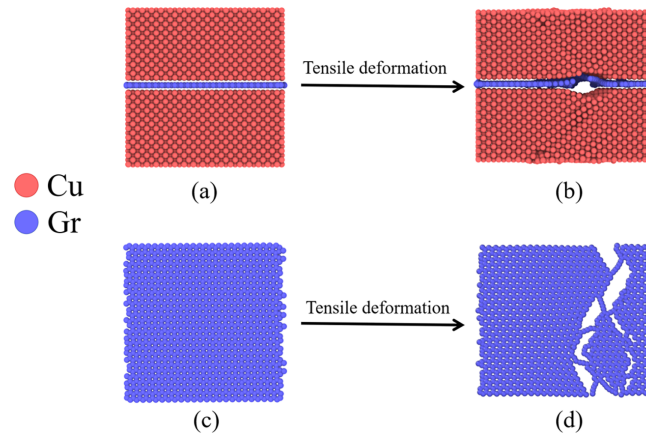 Tensile deformation
(a)
(b)
Cu
Gr
Tensile deformation
(c)
(d)